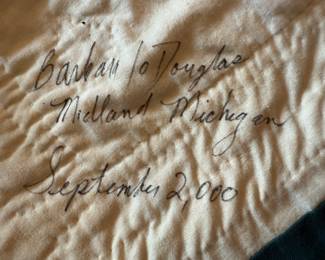 Barbara Jo Douglas
Midland Michigan
September 2,000